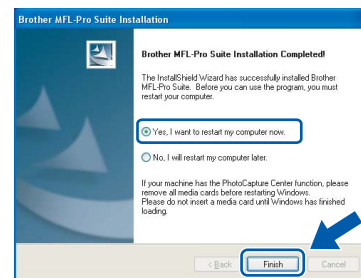 Brother MFL-Pro Suite Installation
Brother MFL-Pro Suite Installation Completed!
The InstallShield Wizard has successfully installed Brother
MFL-Pro Suite. Before you can use the program, you must
restart your computer.
Yes, I want to restart my computer now.
No, I will restart my computer later.
If your machine has the PhotoCapture Center function, please
remove all media cards before restarting Windows.
Please do not insert a media card until Windows has finished
loading.
< Back Finish Cancel